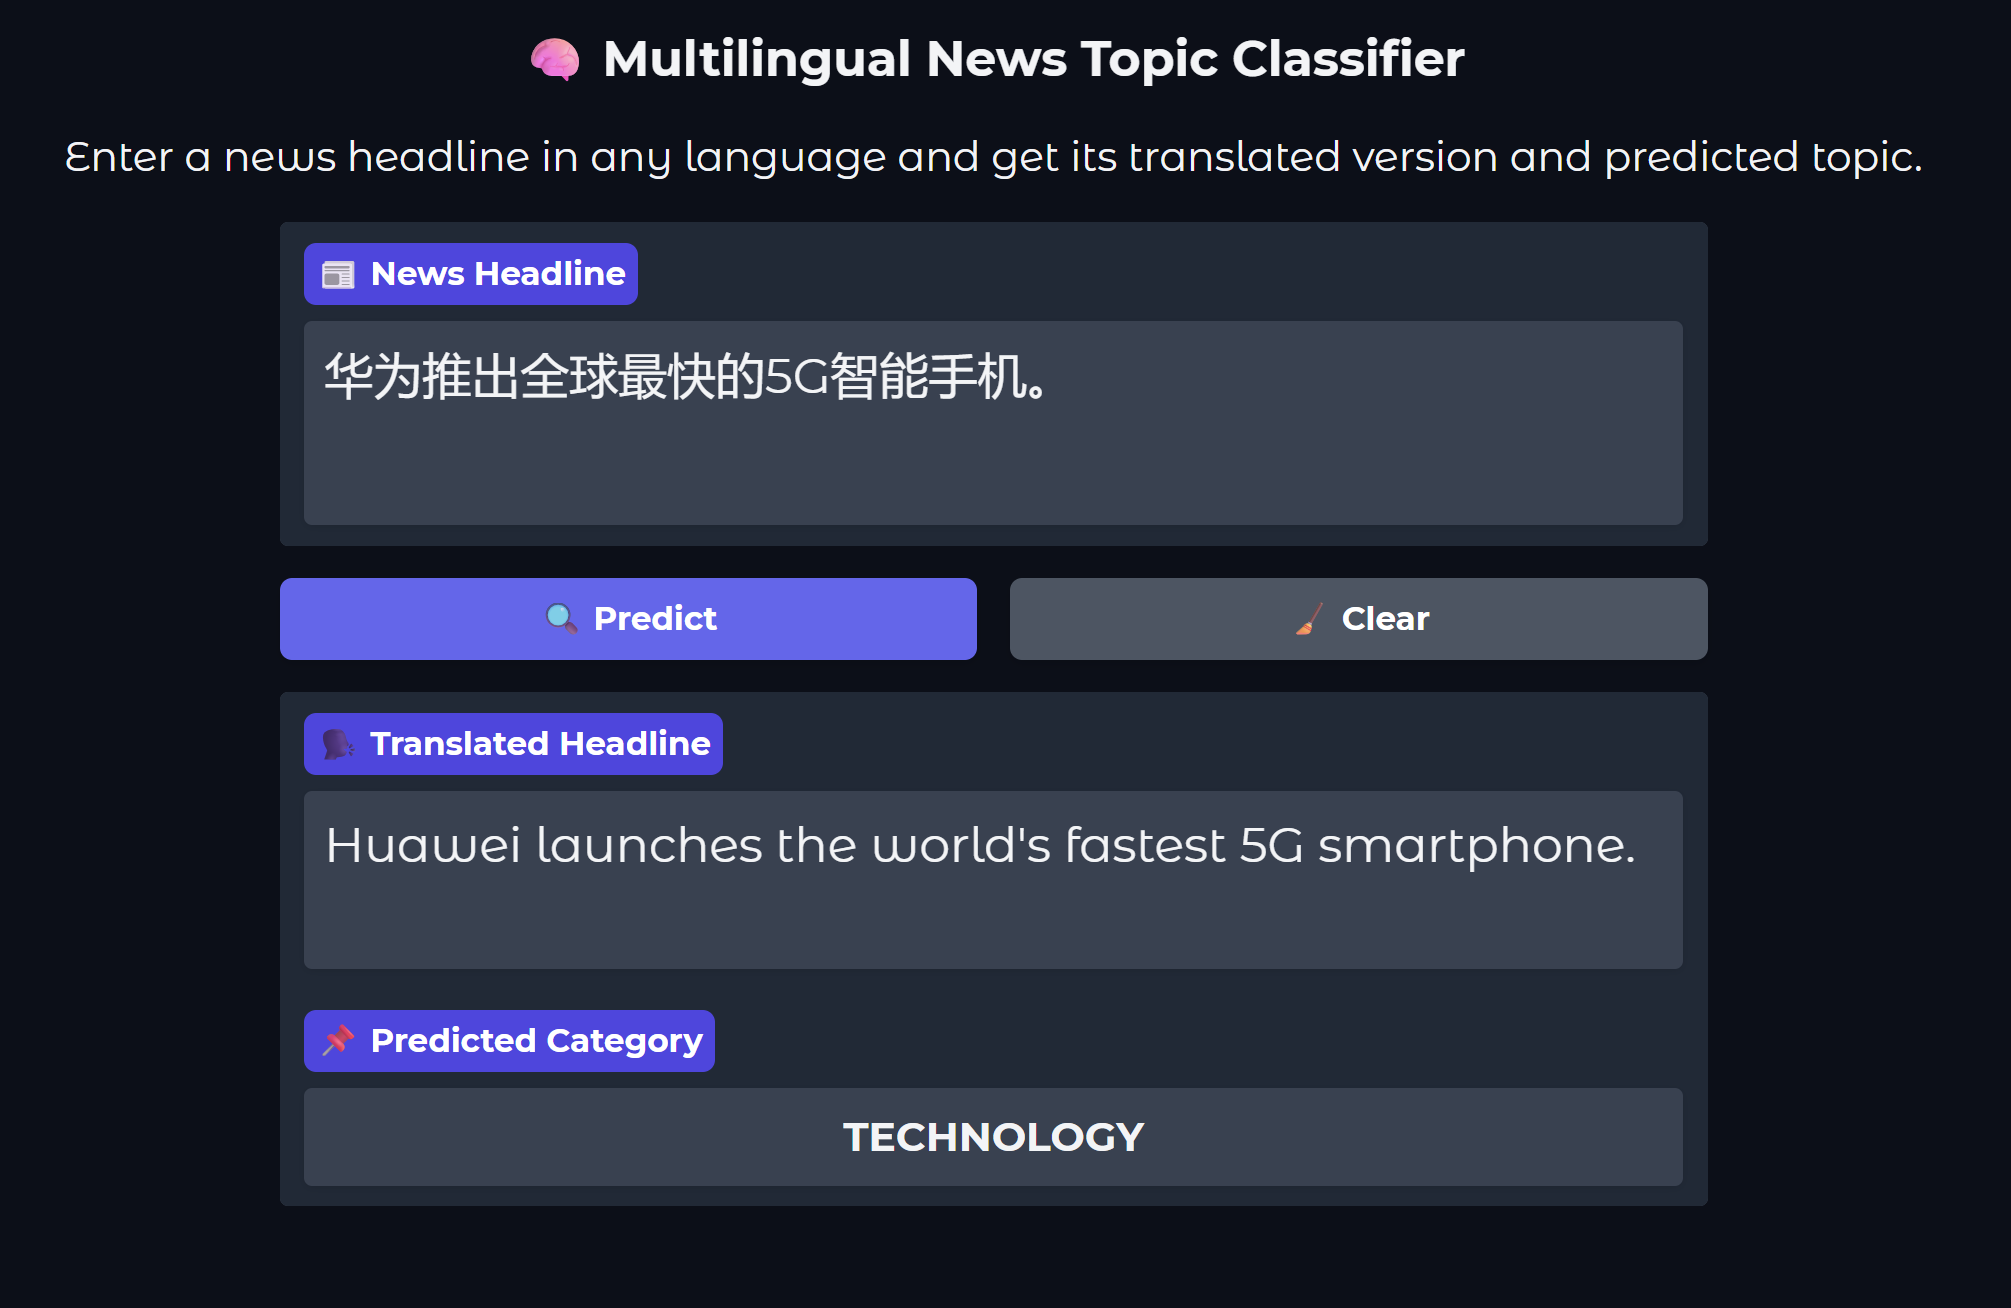 🧠 Multilingual News Topic Classifier
Enter a news headline in any language and get its translated version and predicted topic.
📰 News Headline
华为推出全球最快的5G智能手机。
🔍 Predict
🧹 Clear
🗣 Translated Headline
Huawei launches the world's fastest 5G smartphone.
📌 Predicted Category
TECHNOLOGY